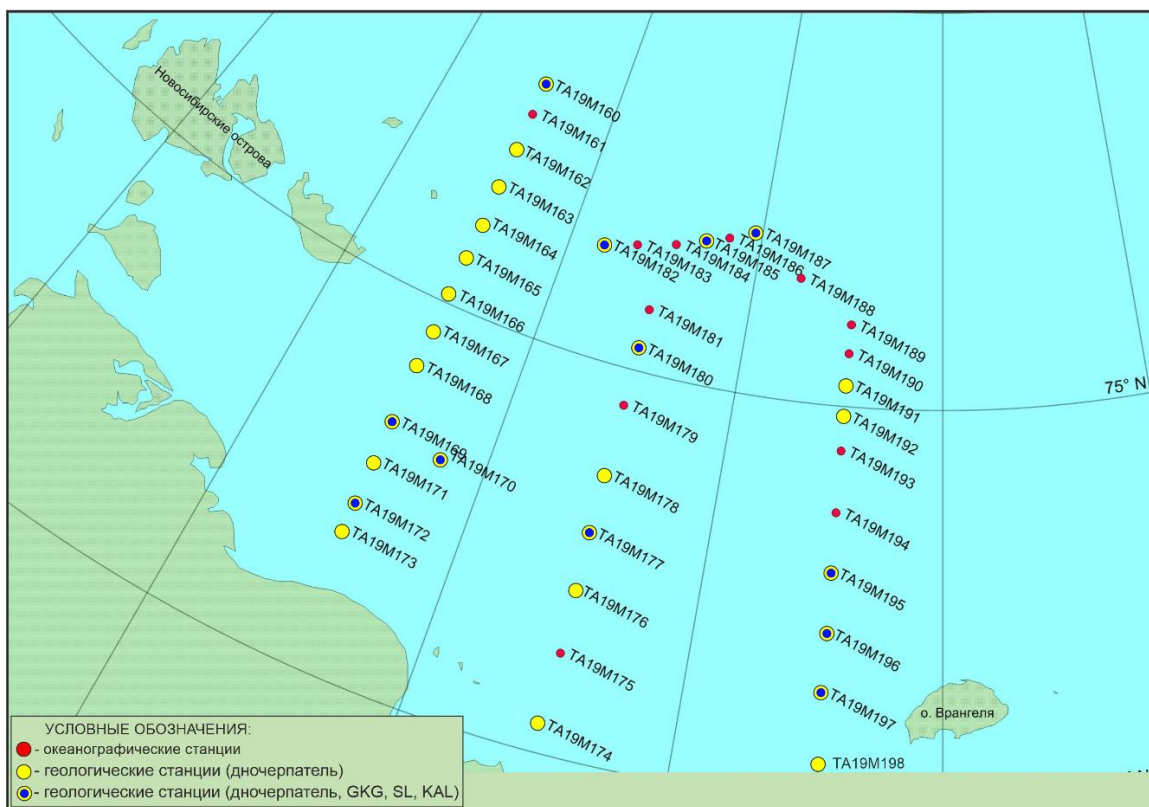 Новосибирские острова
TA19M160
TA19M161
TA19M162
TA19M163
TA19M164
TA19M165
TA19M166
TA19M167
TA19M168
TA19M169
TA19M170
TA19M171
TA19M172
TA19M173
TA19M182
TA19M183
TA19M184
TA19M185
TA19M186
TA19M187
TA19M188
TA19M189
TA19M190
TA19M191
TA19M192
TA19M193
TA19M194
TA19M195
TA19M196
TA19M197
TA19M198
TA19M181
TA19M180
TA19M179
TA19M178
TA19M177
TA19M176
TA19M175
TA19M174
75° N
о. Врангеля
УСЛОВНЫЕ ОБОЗНАЧЕНИЯ:
- океанографические станции
- геологические станции (дночерпатель)
- геологические станции (дночерпатель, GKG, SL, KAL)